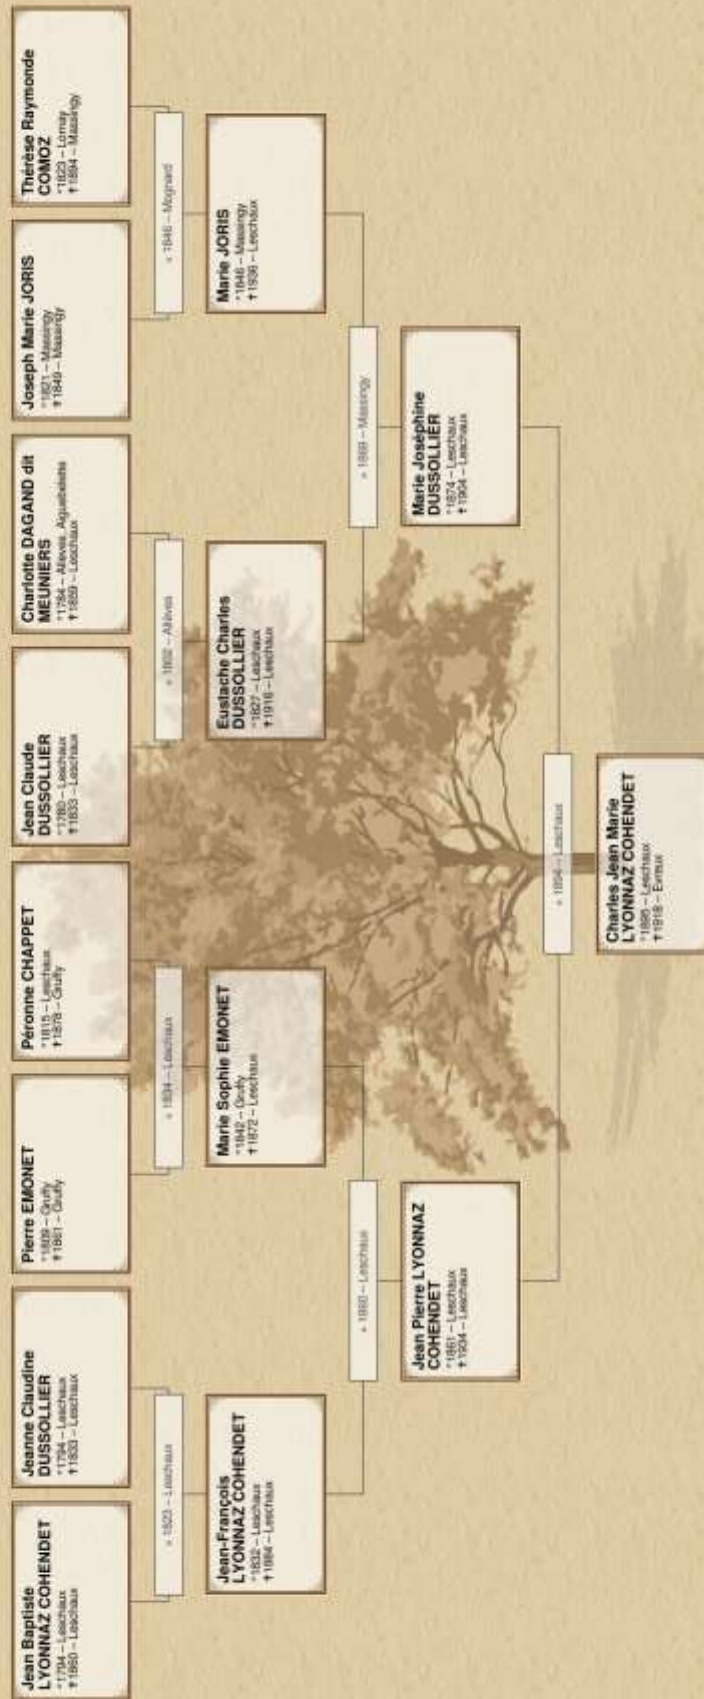 Jean Baptiste
LYONNAZ COHENDET
°1794 – Leschaux
✝1860 – Leschaux
Jeanne Claudine
DUSSOLLIER
°1794 – Leschaux
✝1833 – Leschaux
Pierre EMONET
°1809 – Gruffy
✝1861 – Gruffy
Péronne CHAPPET
°1815 – Leschaux
✝1878 – Gruffy
Jean Claude
DUSSOLLIER
°1780 – Leschaux
✝1833 – Leschaux
Charlotte DAGAND dit
MEUNIERS
°1784 – Allèves, Aiguebelette
✝1859 – Leschaux
Joseph Marie JORIS
°1821 – Massingy
✝1849 – Massingy
Thérèse Raymonde
COMOZ
°1823 – Lornay
✝1894 – Massingy
x 1823 – Leschaux
x 1834 – Leschaux
x 1802 – Allèves
x 1846 – Mognard
Jean-François
LYONNAZ COHENDET
°1832 – Leschaux
✝1884 – Leschaux
Marie Sophie EMONET
°1842 – Gruffy
✝1872 – Leschaux
Eustache Charles
DUSSOLLIER
°1827 – Leschaux
✝1916 – Leschaux
Marie JORIS
°1846 – Massingy
✝1936 – Leschaux
x 1860 – Leschaux
x 1869 – Massingy
Jean Pierre LYONNAZ
COHENDET
°1861 – Leschaux
✝1934 – Leschaux
Marie Joséphine
DUSSOLLIER
°1874 – Leschaux
✝1904 – Leschaux
x 1894 – Leschaux
Charles Jean Marie
LYONNAZ COHENDET
°1895 – Leschaux
✝1918 – Evreux